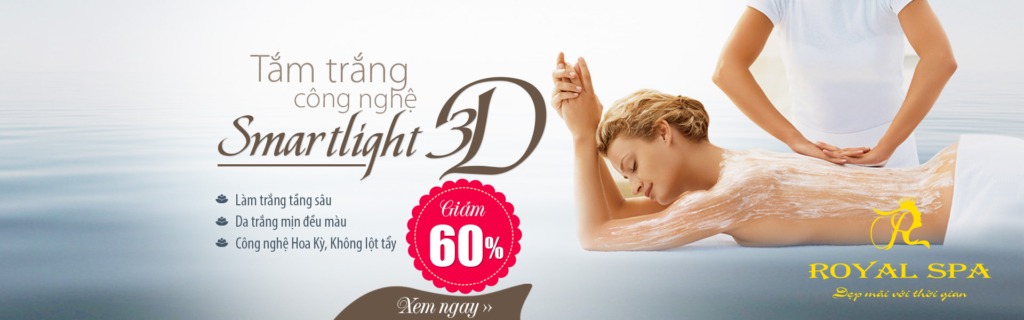 Tắm trắng
công nghệ
Smartlight 3D
Làm trắng tầng sâu
Da trắng mịn đều màu
Công nghệ Hoa Kỳ, Không lột tẩy
Giảm
60%
Xem ngay »
ROYAL SPA
Đẹp mãi với thời gian